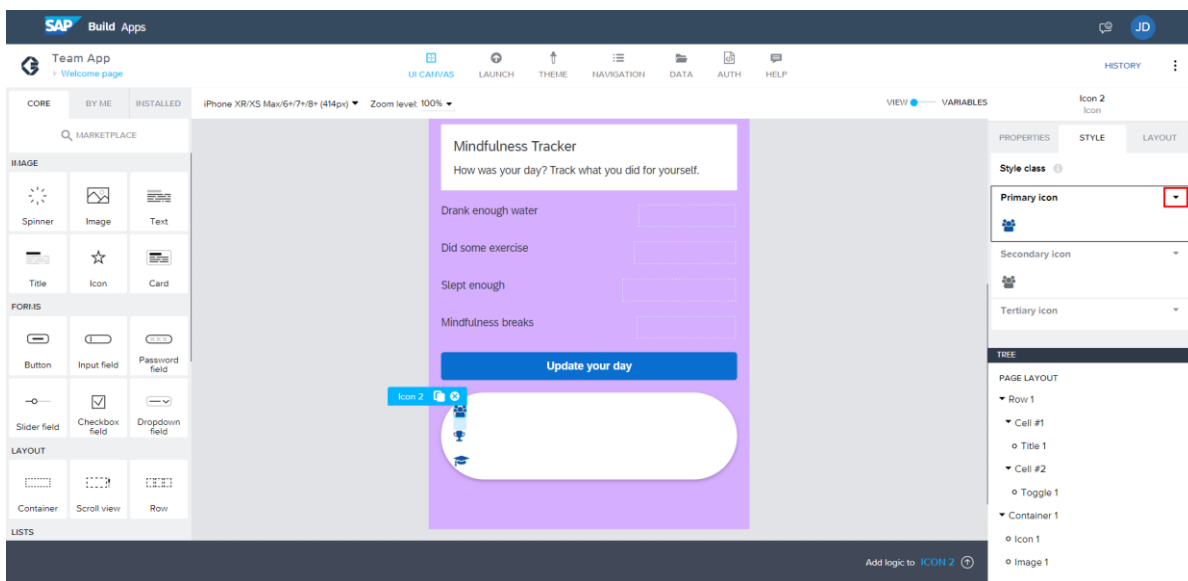 SAP Build Apps
JD
Team App
Welcome page
UI CANVAS LAUNCH THEME NAVIGATION DATA AUTH HELP
HISTORY
CORE BY ME INSTALLED
iPhone XR/XS Max/6+/7+/8+ (414px) Zoom level: 100%
VIEW VARIABLES
Icon 2
Icon
MARKETPLACE
PROPERTIES STYLE LAYOUT
IMAGE
Spinner Image Text
Title Icon Card
FORMS
Button Input field Password field
Slider field Checkbox field Dropdown field
LAYOUT
Container Scroll view Row
LISTS
Mindfulness Tracker
How was your day? Track what you did for yourself.
Drank enough water
Did some exercise
Slept enough
Mindfulness breaks
Update your day
Icon 2
Style class
Primary icon
Secondary icon
Tertiary icon
TREE
PAGE LAYOUT
Row 1
Cell #1
Title 1
Cell #2
Toggle 1
Container 1
Icon 1
Image 1
Add logic to ICON 2